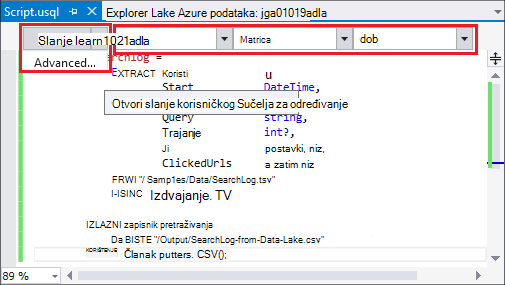 Script.usql Explorer Lake Azure podataka: jga01019adla
Slanje learn1021adla Matrica dob
Advanced...
rchlog =
EXTRACT Koristi u
Start DateTime,
Otvori slanje korisničkog Sučelja za određivanje
Query string,
Trajanje int?,
Ji postavki, niz,
ClickedUrls a zatim niz
FRWI "/ Samp1es/Data/SearchLog.tsv"
I-ISINC Izdvajanje. TV
IZLAZNI zapisnik pretraživanja
Da BISTE "/Output/SearchLog-from-Data-Lake.csv"
KORIŠTENJE Članak putters. CSV();
89 %